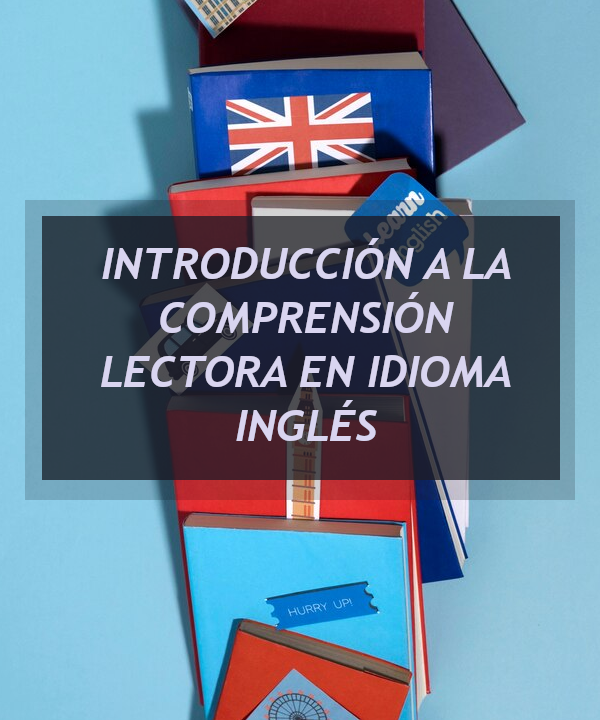 Learn
English
INTRODUCCIÓN A LA
COMPRENSIÓN
LECTORA EN IDIOMA
INGLÉS
HURRY UP!